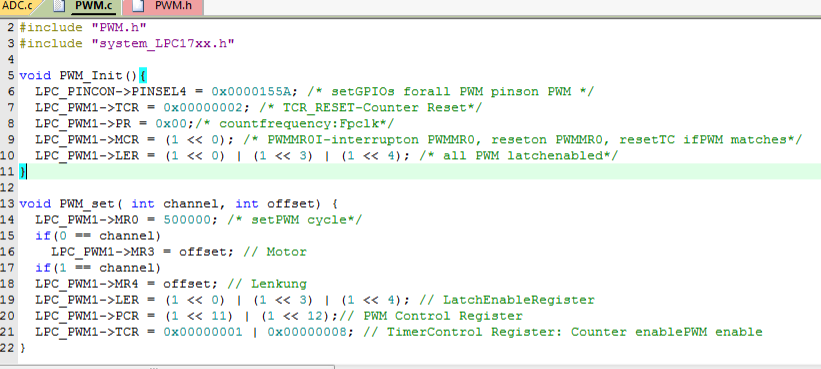 ADC.c PWM.c PWM.h
2 #include "PWM.h"
3 #include "system_LPC17xx.h"
4
5 void PWM_Init(){
6 LPC_PINCON->PINSEL4 = 0x0000155A; /* setGPIOs forall PWM pinson PWM */
7 LPC_PWM1->TCR = 0x00000002; /* TCR_RESET-Counter Reset*/
8 LPC_PWM1->PR = 0x00;/* countfrequency:Fpclk*/
9 LPC_PWM1->MCR = (1 << 0); /* PWMMR0I-interrupton PWMMR0, reseton PWMMR0, resetTC ifPWM matches*/
10 LPC_PWM1->LER = (1 << 0) | (1 << 3) | (1 << 4); /* all PWM latchenabled*/
11 }
12
13 void PWM_set( int channel, int offset) {
14 LPC_PWM1->MR0 = 500000; /* setPWM cycle*/
15 if(0 == channel)
16 LPC_PWM1->MR3 = offset; // Motor
17 if(1 == channel)
18 LPC_PWM1->MR4 = offset; // Lenkung
19 LPC_PWM1->LER = (1 << 0) | (1 << 3) | (1 << 4); // LatchEnableRegister
20 LPC_PWM1->PCR = (1 << 11) | (1 << 12);// PWM Control Register
21 LPC_PWM1->TCR = 0x00000001 | 0x00000008; // TimerControl Register: Counter enablePWM enable
22 }